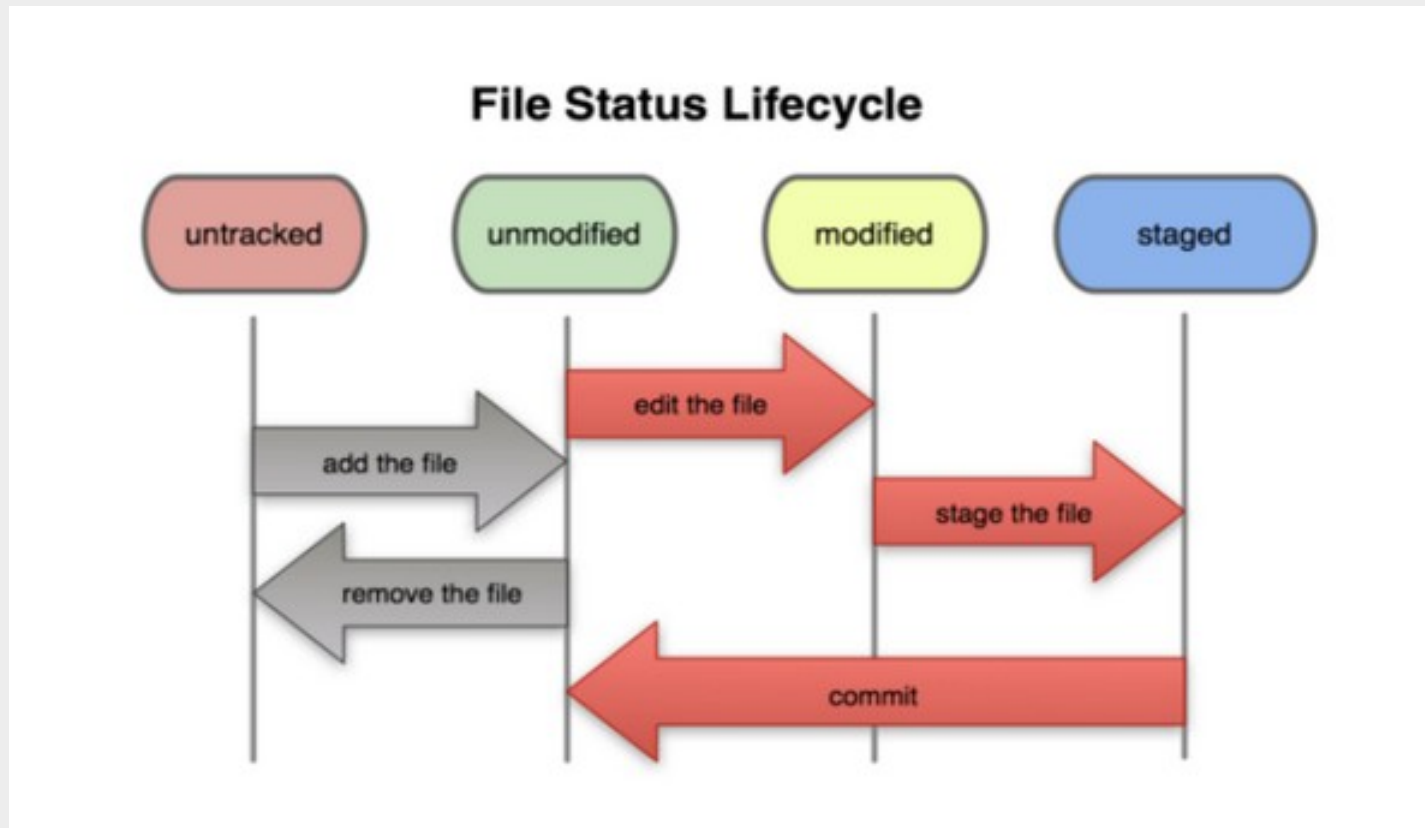 File Status Lifecycle
untracked
unmodified
modified
staged
edit the file
add the file
stage the file
remove the file
commit